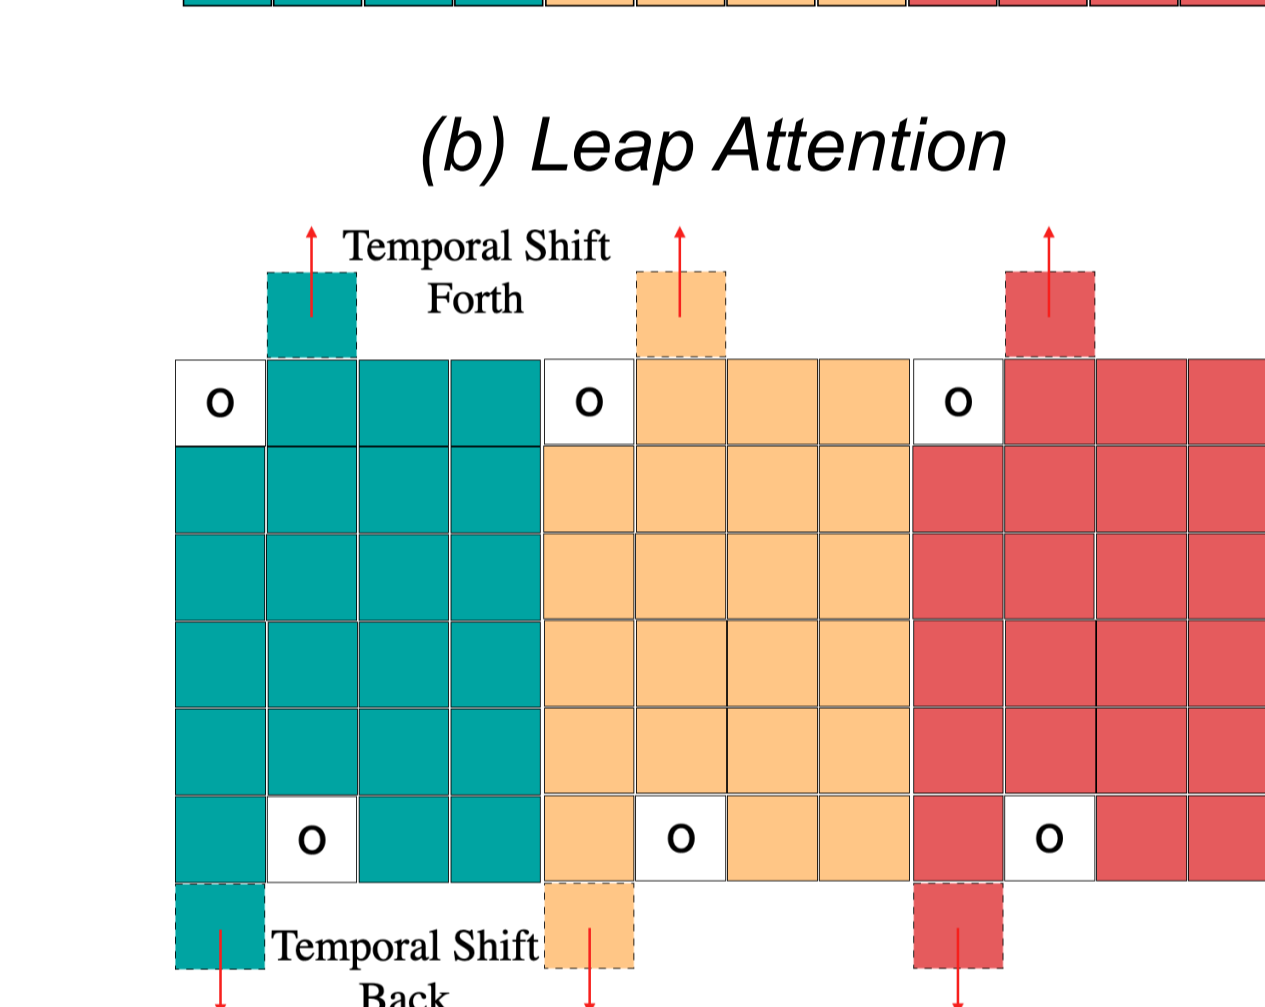 (b) Leap Attention
Temporal Shift
Forth
o o o
o o o
Temporal Shift
Back